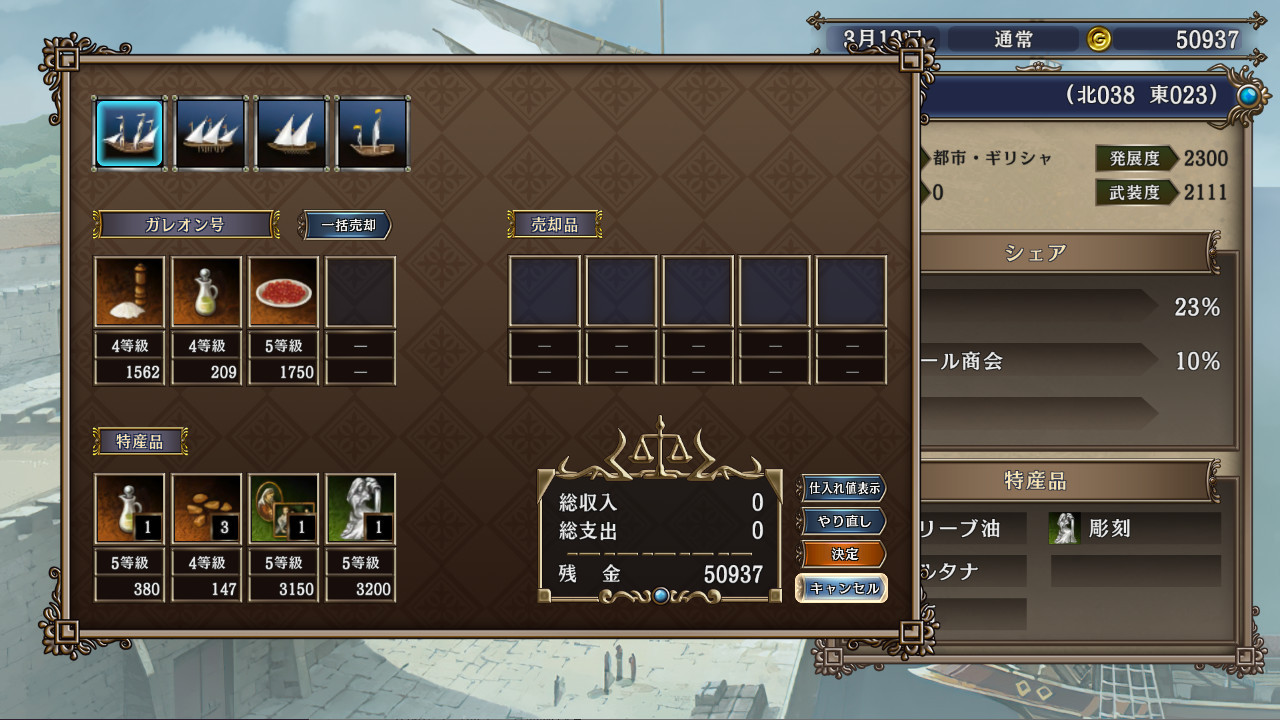 3月10日 通常 50937
(北038 東023)
都市・ギリシャ 発展度 2300
0 武装度 2111
シェア
23%
ール商会 10%
特産品
リーブ油 彫刻
タナ
ガレオン号 一括売却 売却品
4等級 4等級 5等級 — — — — — —
1562 209 1750 — — — — — —
特産品
1 3 1 1
5等級 4等級 5等級 5等級
380 147 3150 3200
総収入 0
総支出 0
残 金 50937
仕入れ値表示
やり直し
決定
キャンセル